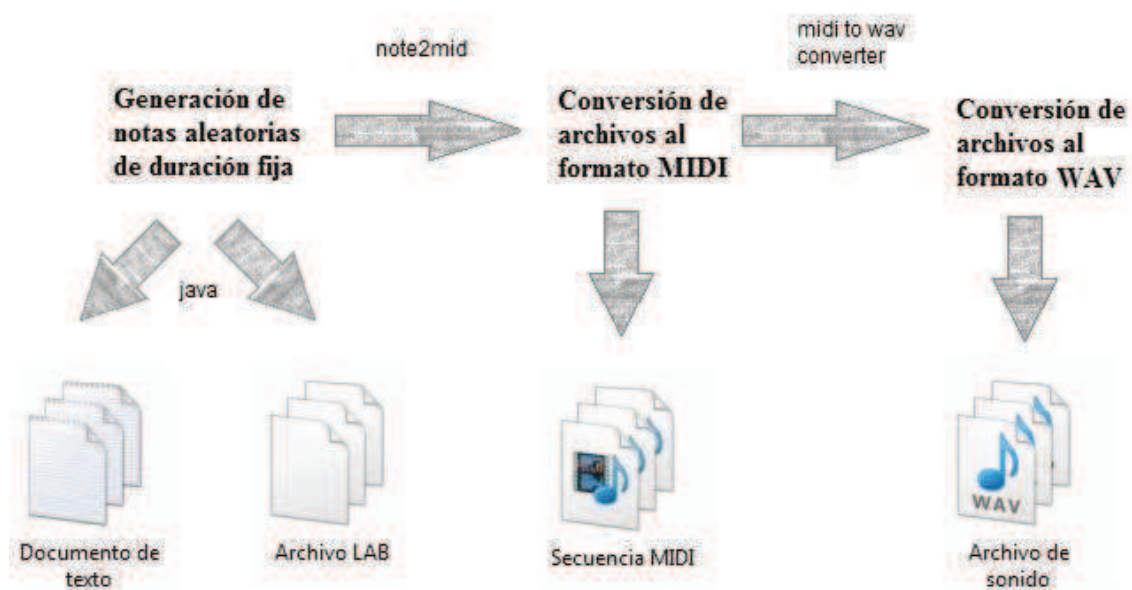 note2mid
midi to wav
converter
Generación de
notas aleatorias
de duración fija
Conversión de
archivos al
formato MIDI
Conversión de
archivos al
formato WAV
java
WAV
Documento de
texto
Archivo LAB
Secuencia MIDI
Archivo de
sonido